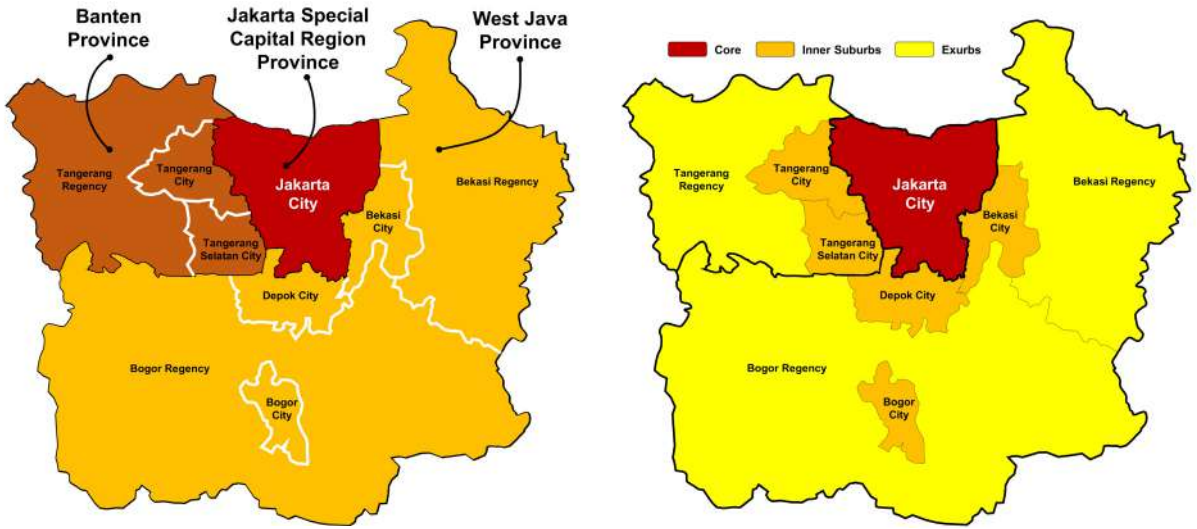 Banten
Province
Jakarta Special
Capital Region
Province
West Java
Province
Tangerang
Regency
Tangerang
City
Jakarta
City
Bekasi Regency
Bekasi
City
Tangerang
Selatan City
Depok City
Bogor Regency
Bogor
City
Core
Inner Suburbs
Exurbs
Tangerang
Regency
Tangerang
City
Jakarta
City
Bekasi Regency
Bekasi
City
Tangerang
Selatan City
Depok City
Bogor Regency
Bogor
City